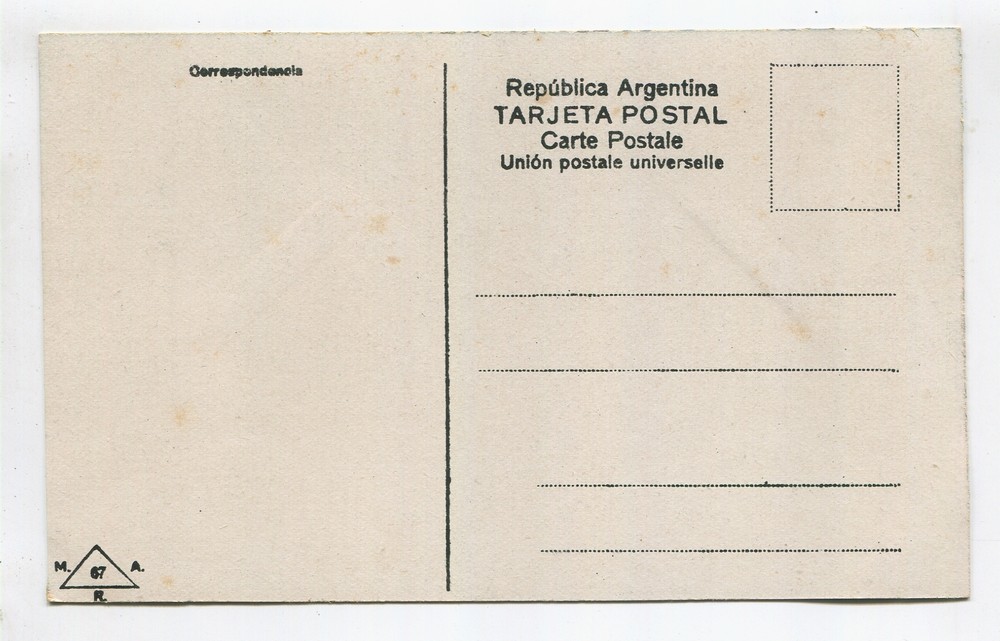 Correspondencia
República Argentina
TARJETA POSTAL
Carte Postale
Unión postale universelle
M. 67 A.
R.